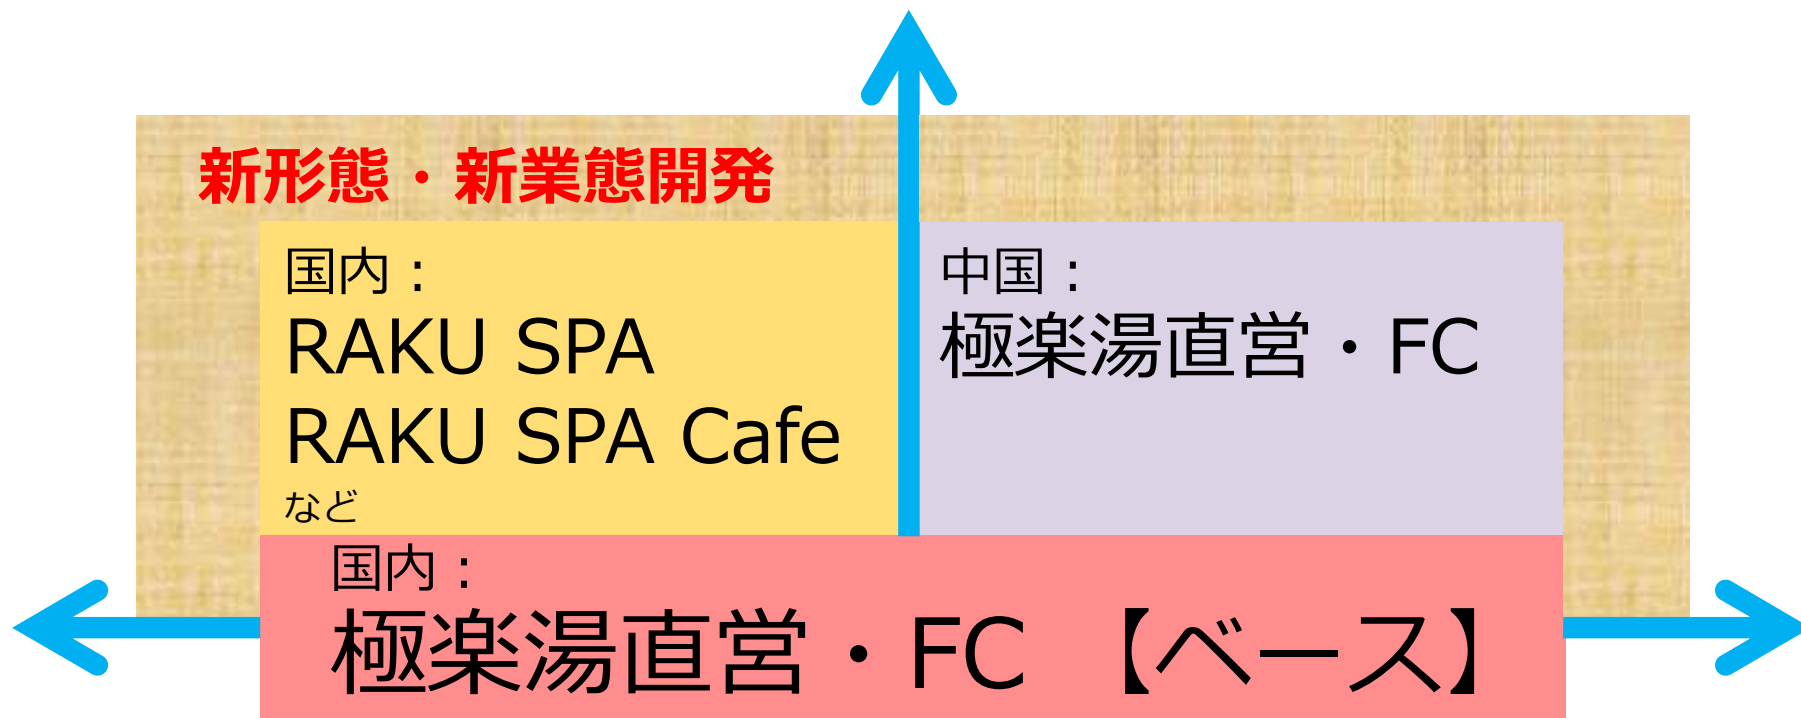 新形態・新業態開発
国内：
RAKU SPA
RAKU SPA Cafe
など
中国：
極楽湯直営・FC
国内：
極楽湯直営・FC 【ベース】